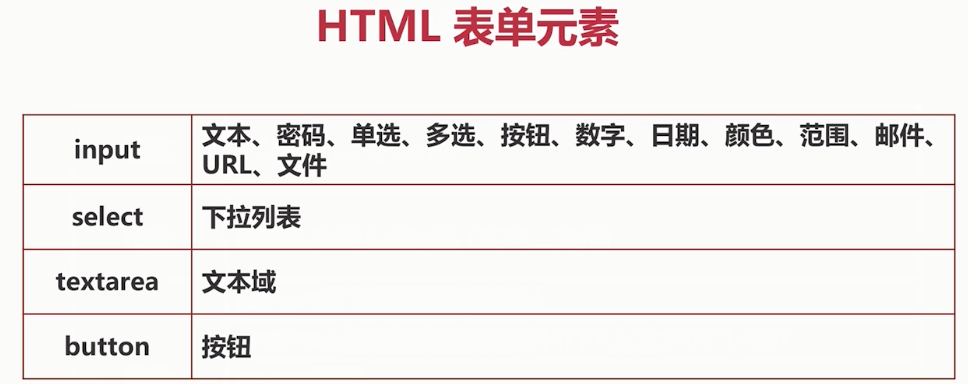 HTML 表单元素
input
文本、密码、单选、多选、按钮、数字、日期、颜色、范围、邮件、
URL、文件
select
下拉列表
textarea
文本域
button
按钮